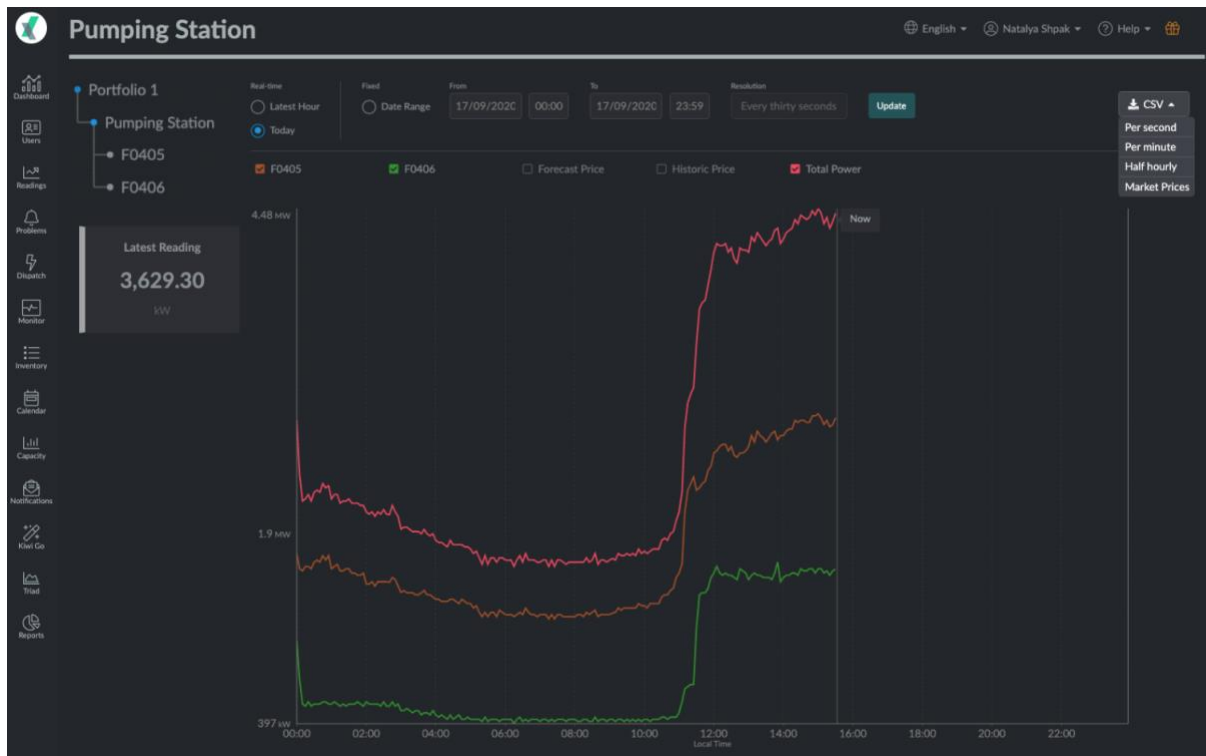 Pumping Station
English
Natalya Shpak
Help
Dashboard
Users
Readings
Problems
Dispatch
Monitor
Inventory
Calendar
Capacity
Notifications
Kiwi Go
Triad
Reports
Portfolio 1
Pumping Station
F0405
F0406
Latest Reading
3,629.30
kW
Real-time
Latest Hour
Today
Fixed
Date Range
From
17/09/2020
00:00
To
17/09/2020
23:59
Resolution
Every thirty seconds
Update
CSV
Per second
Per minute
Half hourly
Market Prices
F0405
F0406
Forecast Price
Historic Price
Total Power
4.48 MW
Now
1.9 MW
397 kW
00:00 02:00 04:00 06:00 08:00 10:00 12:00 14:00 16:00 18:00 20:00 22:00
Local Time